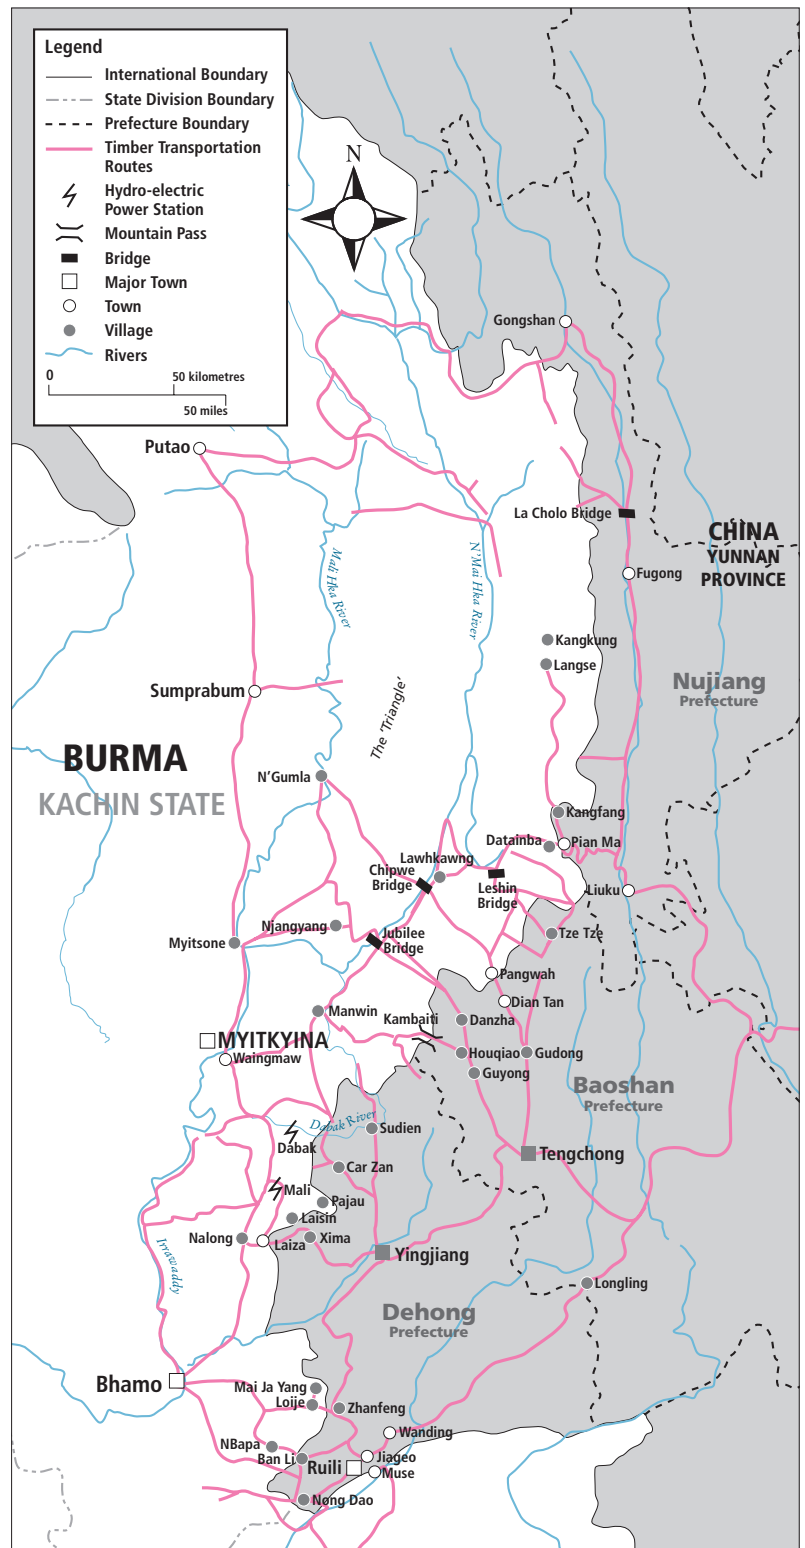 Legend
International Boundary
State Division Boundary
Prefecture Boundary
Timber Transportation
Routes
Hydro-electric
Power Station
Mountain Pass
Bridge
Major Town
Town
Village
Rivers
0
50 kilometres
50 miles
N
Gongshan
Putao
La Cholo Bridge
CHINA
YUNNAN
PROVINCE
Mali Hka River
N'Mai Hka River
Fugong
Kangkung
Langse
Nujiang
Prefecture
Sumprabum
The 'Triangle'
BURMA
KACHIN STATE
N'Gumla
Kangfang
Datainba
Pian Ma
Lawhkawng
Chipwe
Bridge
Leshin
Bridge
Liuku
Njangyang
Jubilee
Bridge
Tze Tze
Myitsone
Pangwah
Dian Tan
Manwin
Kambaiti
Danzha
MYITKYINA
Waingmaw
Houqiao
Gudong
Guyong
Baoshan
Prefecture
Dabak River
Sudien
Dabak
Tengchong
Car Zan
Mali
Pajau
Laisin
Nalong
Laiza
Xima
Yingjiang
Irrawaddy
Longling
Dehong
Prefecture
Bhamo
Mai Ja Yang
Loije
Zhanfeng
Wanding
NBapa
Ban Li
Jiageo
Ruili
Muse
Nong Dao